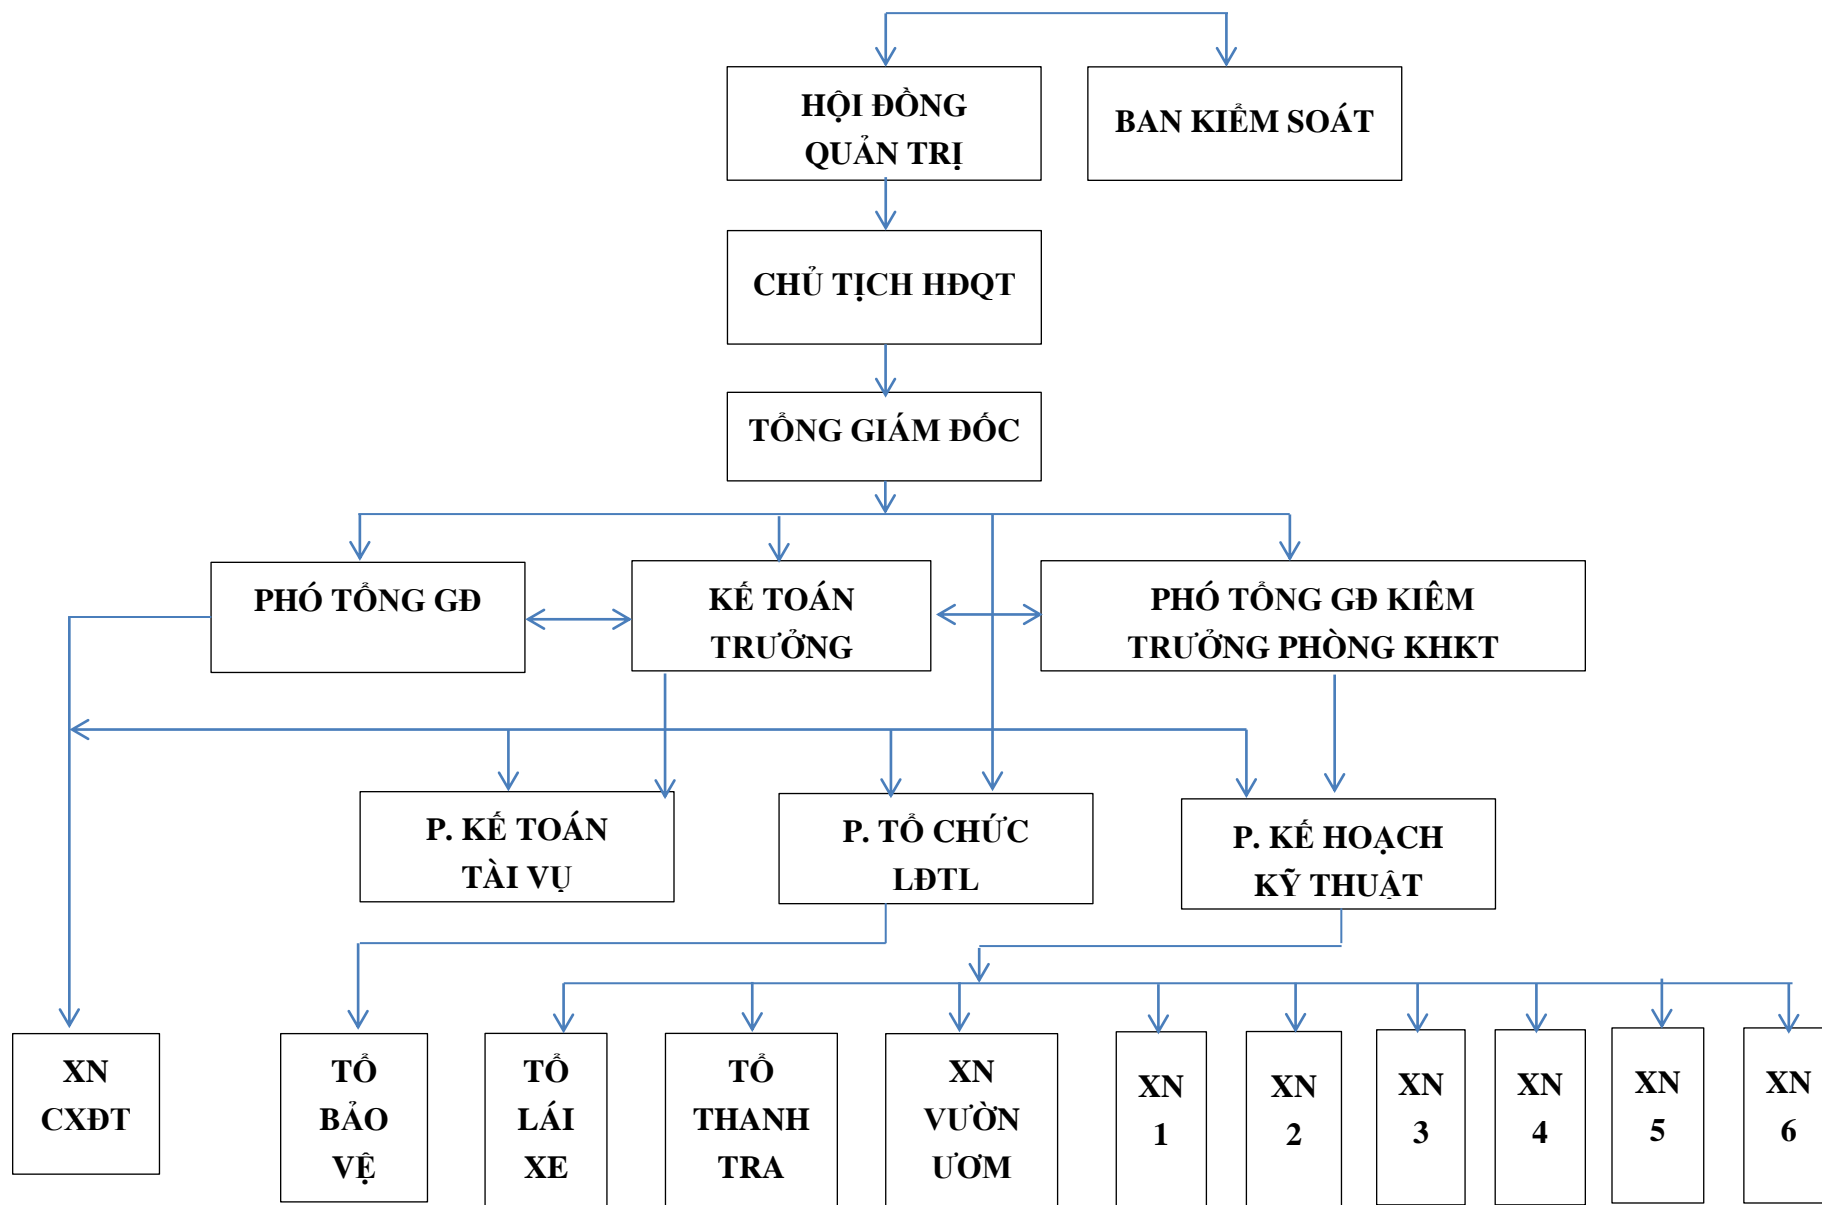 HỘI ĐỒNG
QUẢN TRỊ
BAN KIỂM SOÁT
CHỦ TỊCH HĐQT
TỔNG GIÁM ĐỐC
PHÓ TỔNG GĐ
KẾ TOÁN
TRƯỞNG
PHÓ TỔNG GĐ KIÊM
TRƯỞNG PHÒNG KHKT
P. KẾ TOÁN
TÀI VỤ
P. TỔ CHỨC
LĐTL
P. KẾ HOẠCH
KỸ THUẬT
XN
CXĐT
TỔ
BẢO
VỆ
TỔ
LÁI
XE
TỔ
THANH
TRA
XN
VƯỜN
ƯƠM
XN
1
XN
2
XN
3
XN
4
XN
5
XN
6